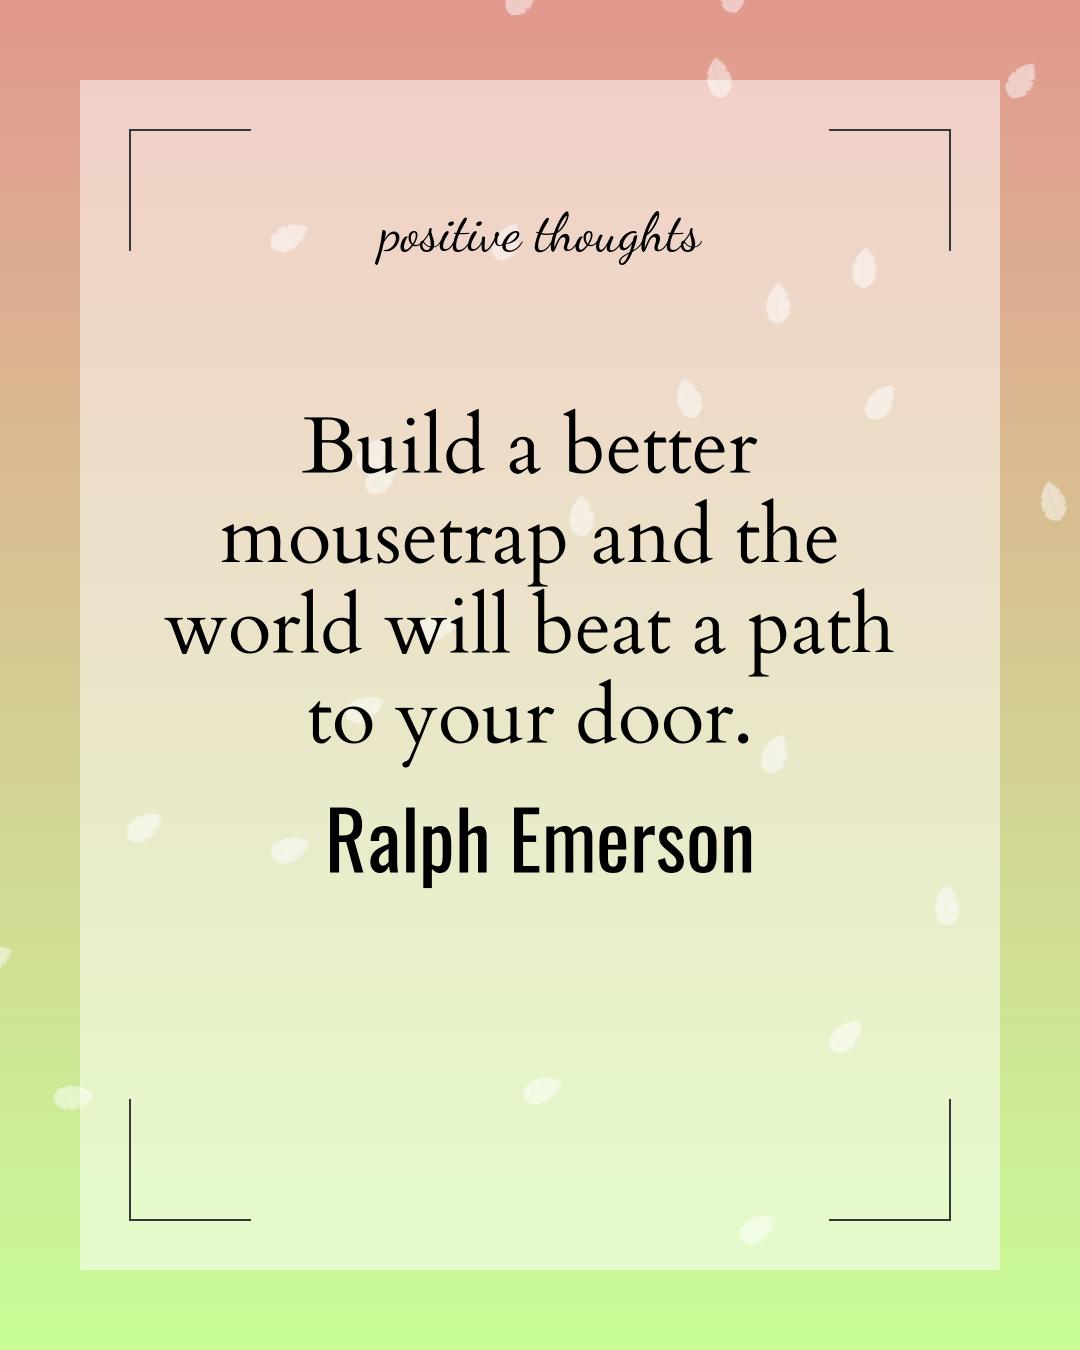 positive thoughts
Build a better
mousetrap and the
world will beat a path
to your door.
Ralph Emerson